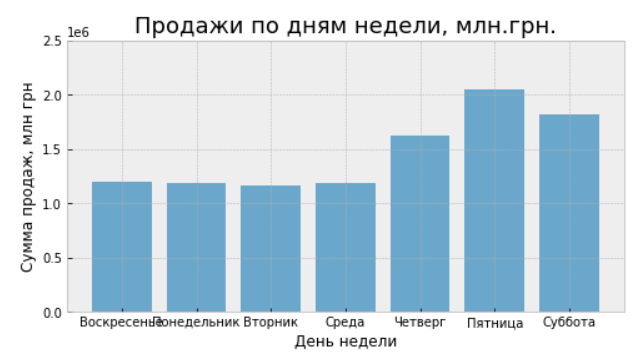 Продажи по дням недели, млн.грн.
1e6
2.5
2.0
1.5
1.0
0.5
0.0
Сумма продаж, млн грн
Воскресенье Понедельник Вторник Среда Четверг Пятница Суббота
День недели